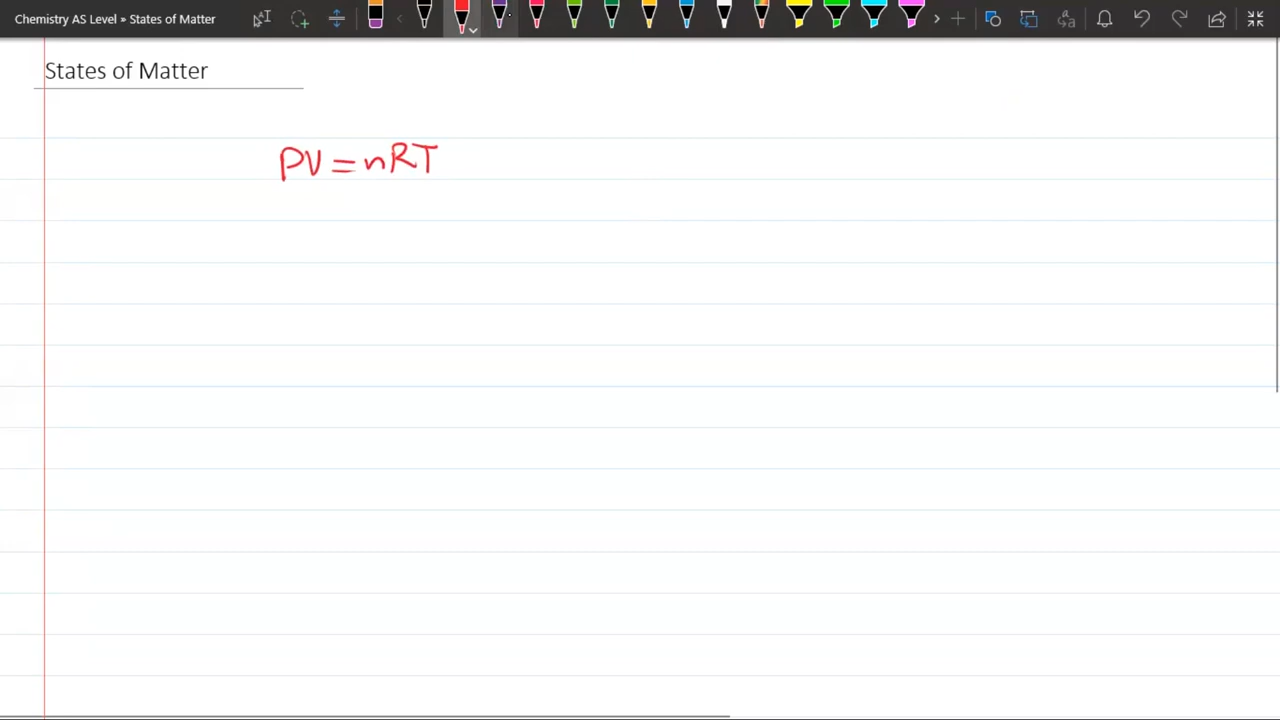 Chemistry AS Level » States of Matter
States of Matter
PV = nRT